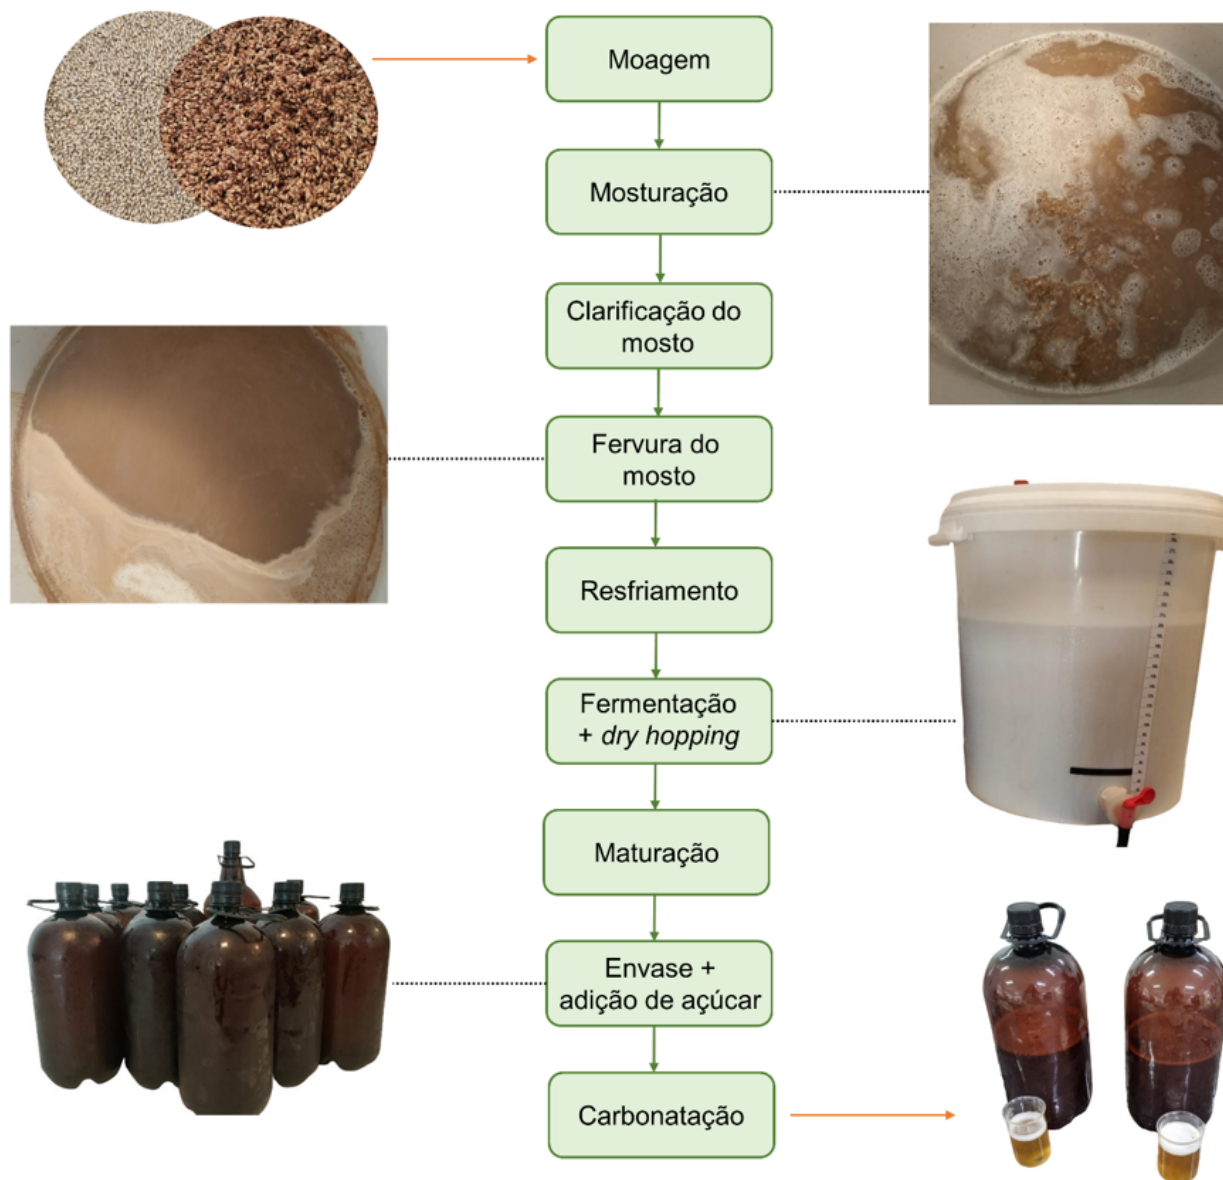 Moagem
Mosturação
Clarificação do
mosto
Fervura do
mosto
Resfriamento
Fermentação
+ dry hopping
Maturação
Envase +
adição de açúcar
Carbonatação